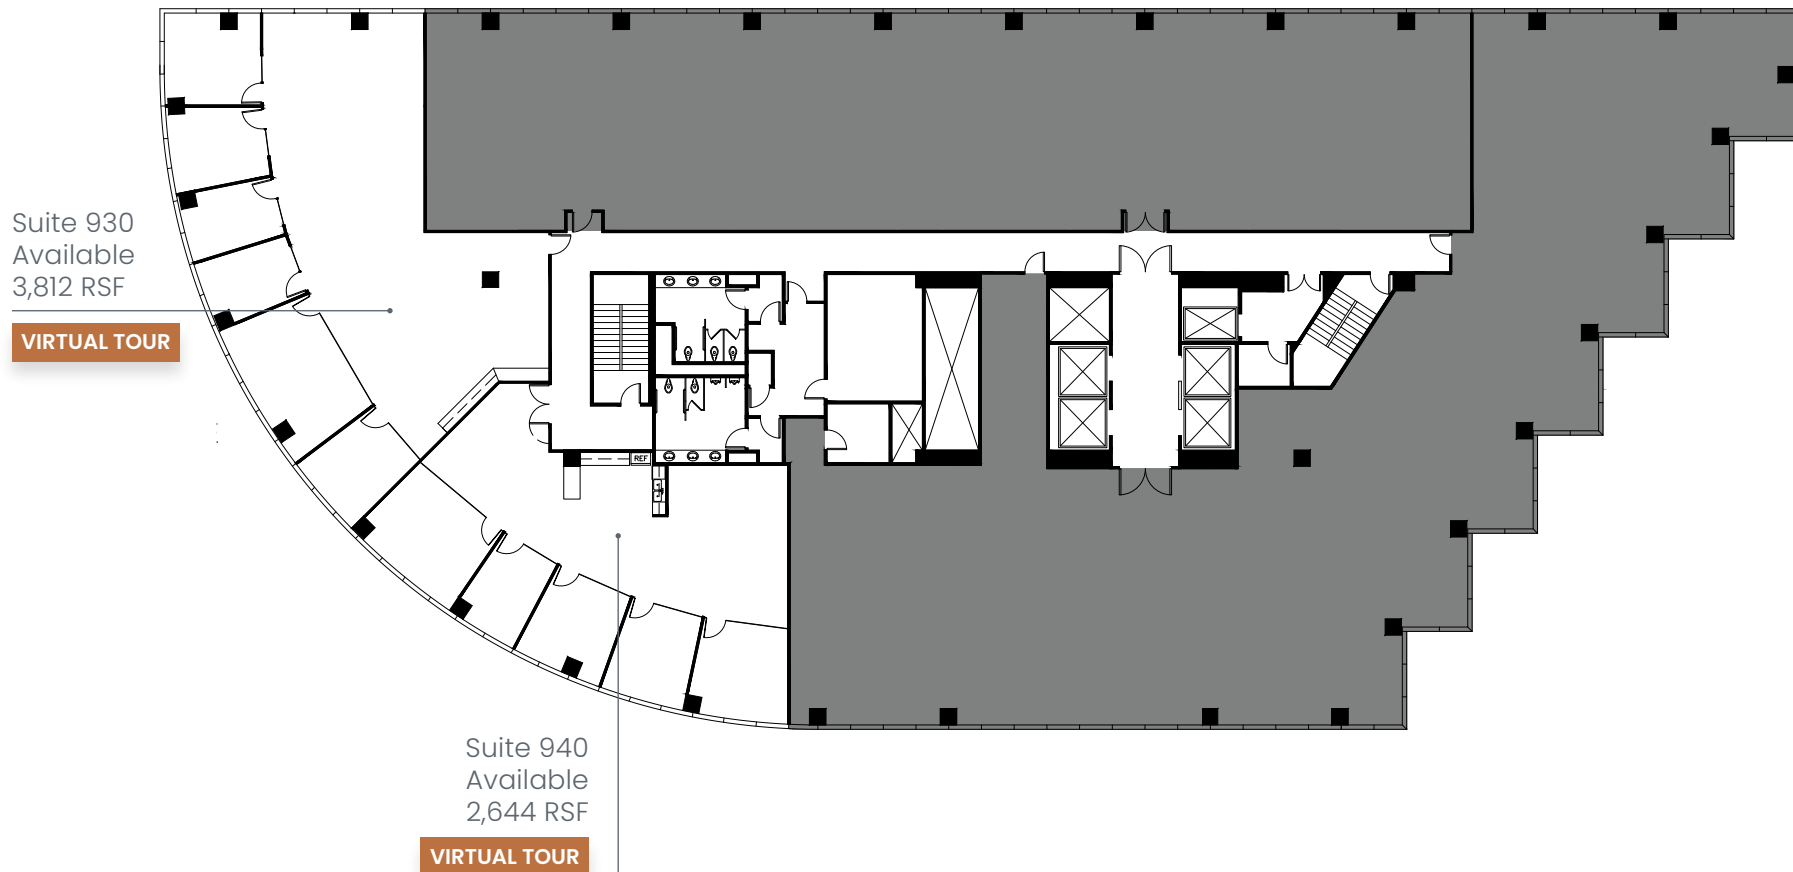 Suite 930
Available
3,812 RSF
VIRTUAL TOUR
REF
Suite 940
Available
2,644 RSF
VIRTUAL TOUR